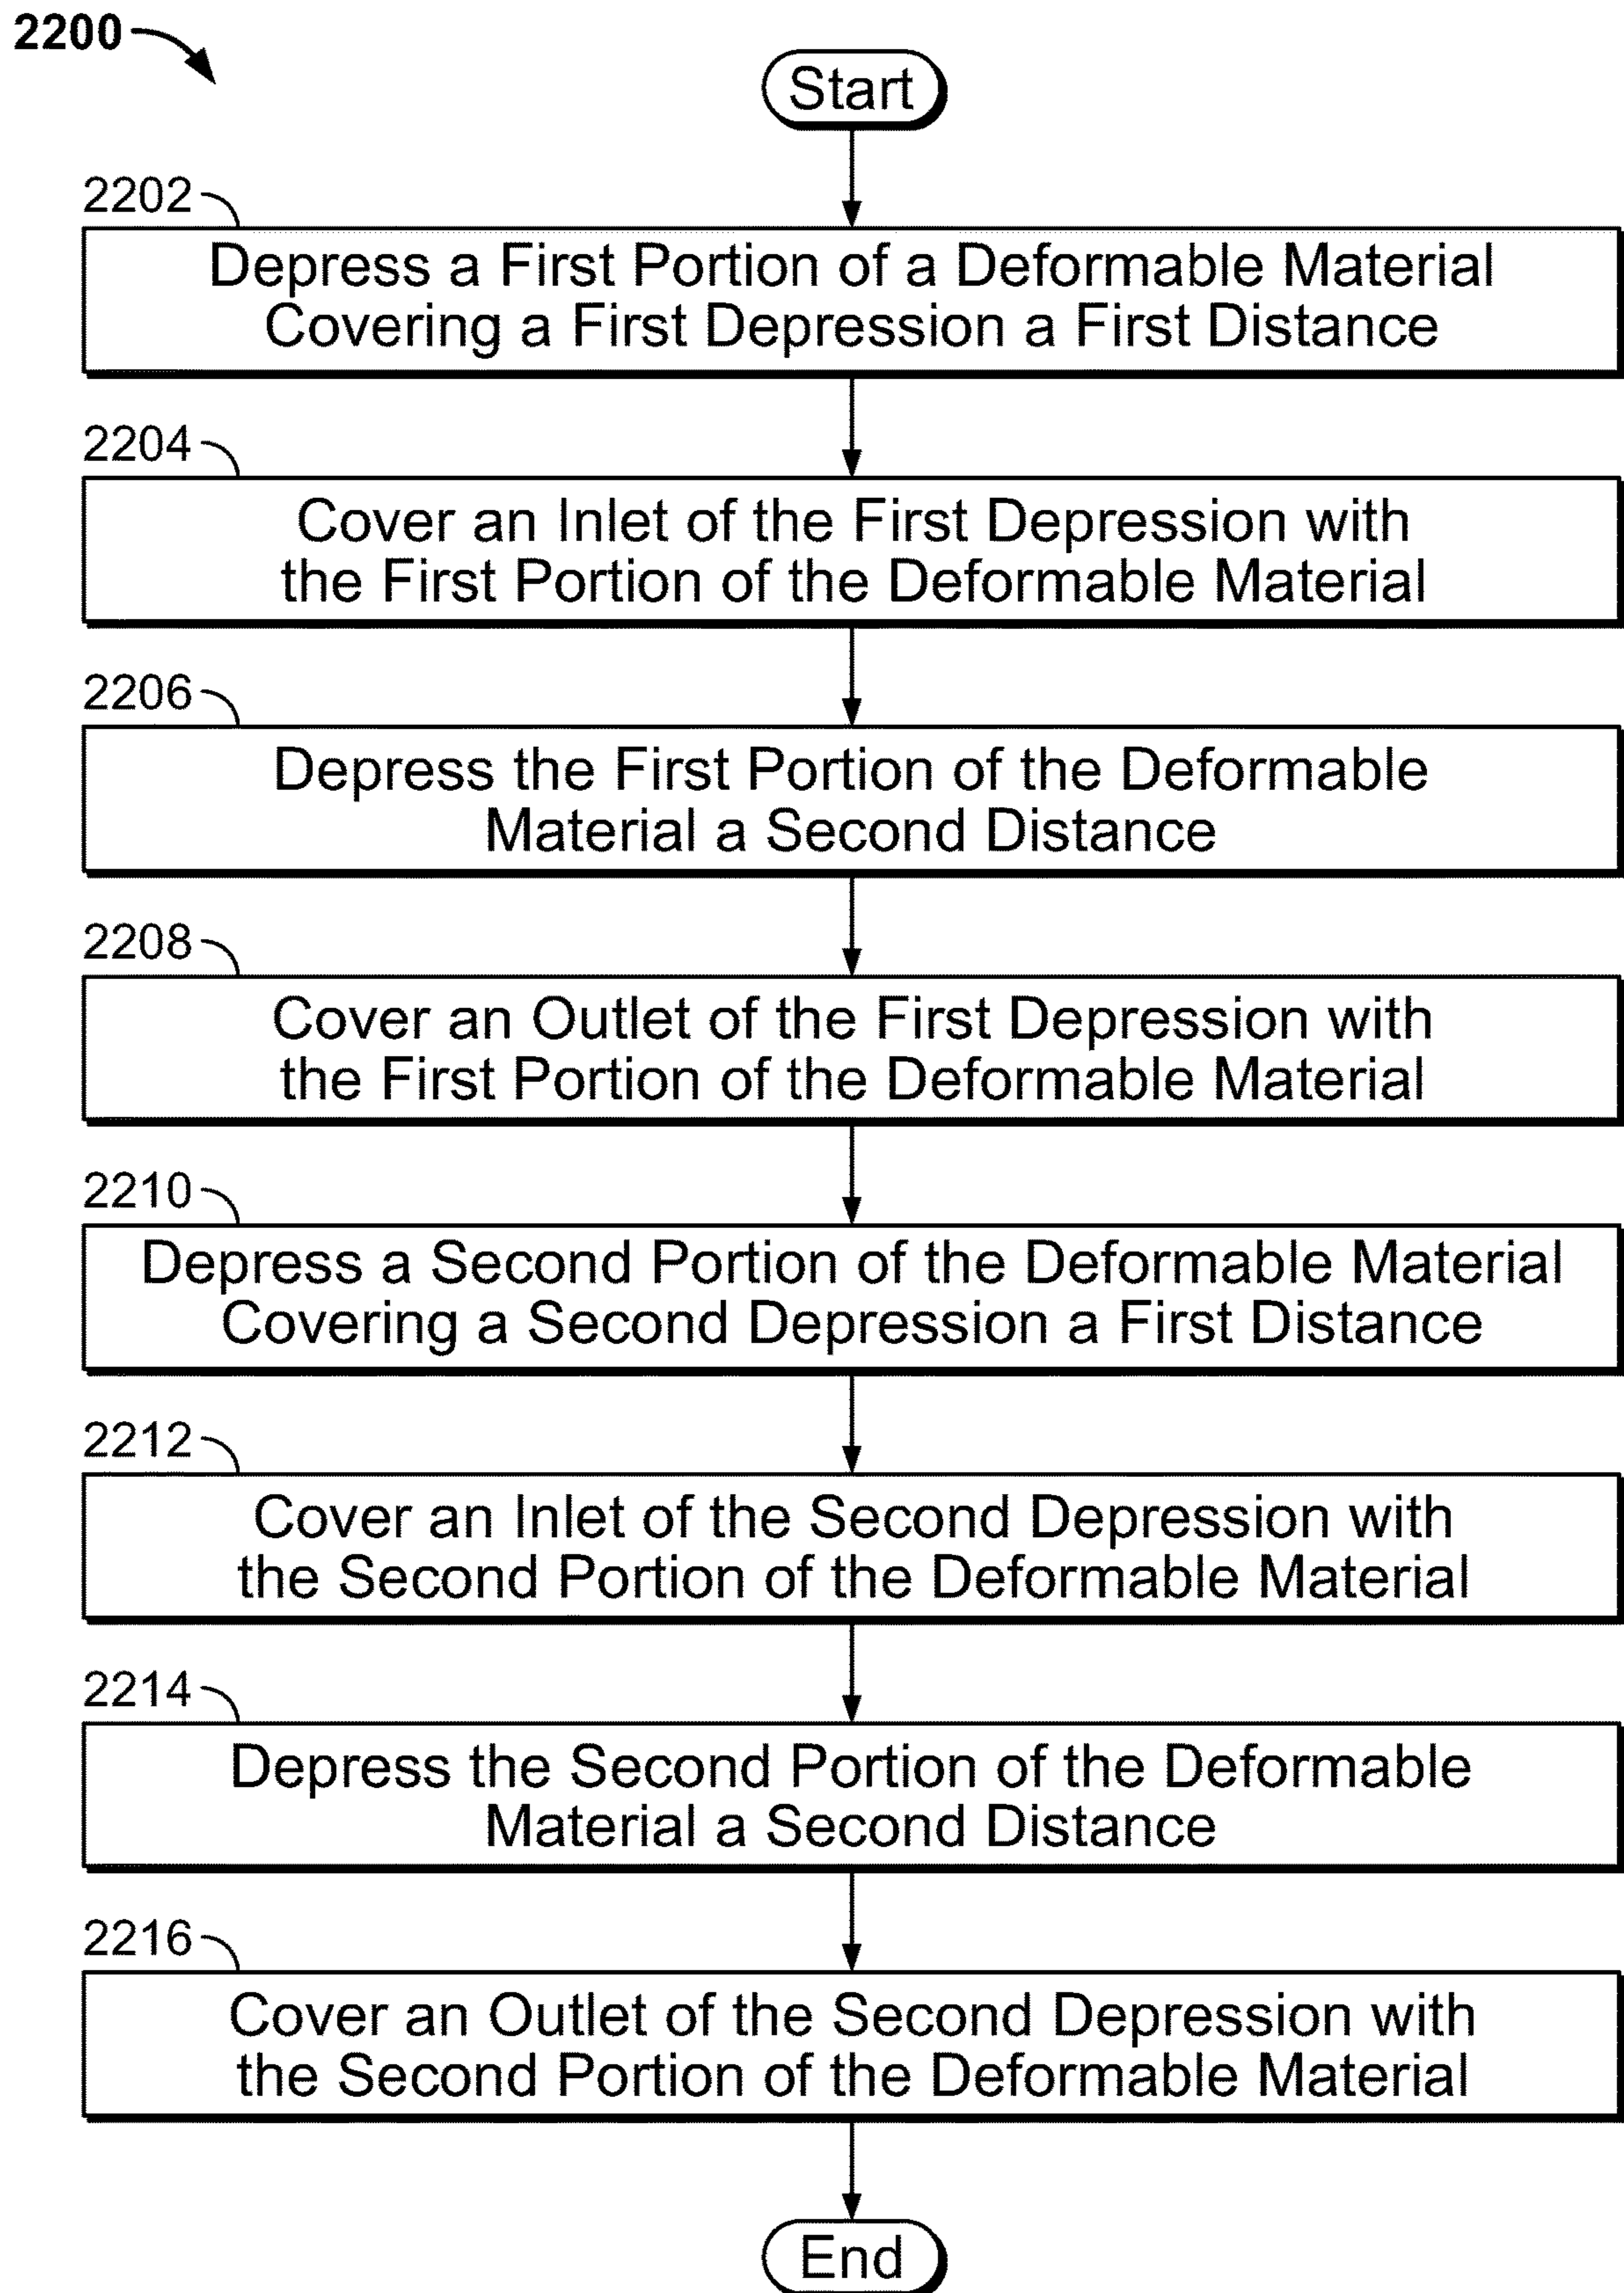 2200
Start
2202
Depress a First Portion of a Deformable Material
Covering a First Depression a First Distance
2204
Cover an Inlet of the First Depression with
the First Portion of the Deformable Material
2206
Depress the First Portion of the Deformable
Material a Second Distance
2208
Cover an Outlet of the First Depression with
the First Portion of the Deformable Material
2210
Depress a Second Portion of the Deformable Material
Covering a Second Depression a First Distance
2212
Cover an Inlet of the Second Depression with
the Second Portion of the Deformable Material
2214
Depress the Second Portion of the Deformable
Material a Second Distance
2216
Cover an Outlet of the Second Depression with
the Second Portion of the Deformable Material
End